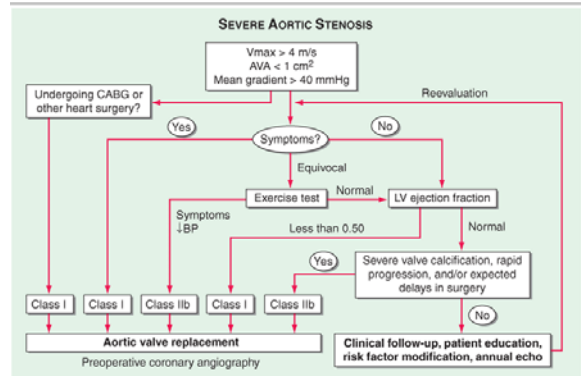 SEVERE AORTIC STENOSIS
Vmax > 4 m/s
AVA < 1 cm²
Mean gradient > 40 mmHg
Undergoing CABG or
other heart surgery?
Reevaluation
Yes
Symptoms?
No
Equivocal
Exercise test
Normal
LV ejection fraction
Symptoms
↓BP
Less than 0.50
Normal
Yes
Severe valve calcification, rapid
progression, and/or expected
delays in surgery
Class I
Class I
Class IIb
Class I
Class IIb
No
Aortic valve replacement
Preoperative coronary angiography
Clinical follow-up, patient education,
risk factor modification, annual echo